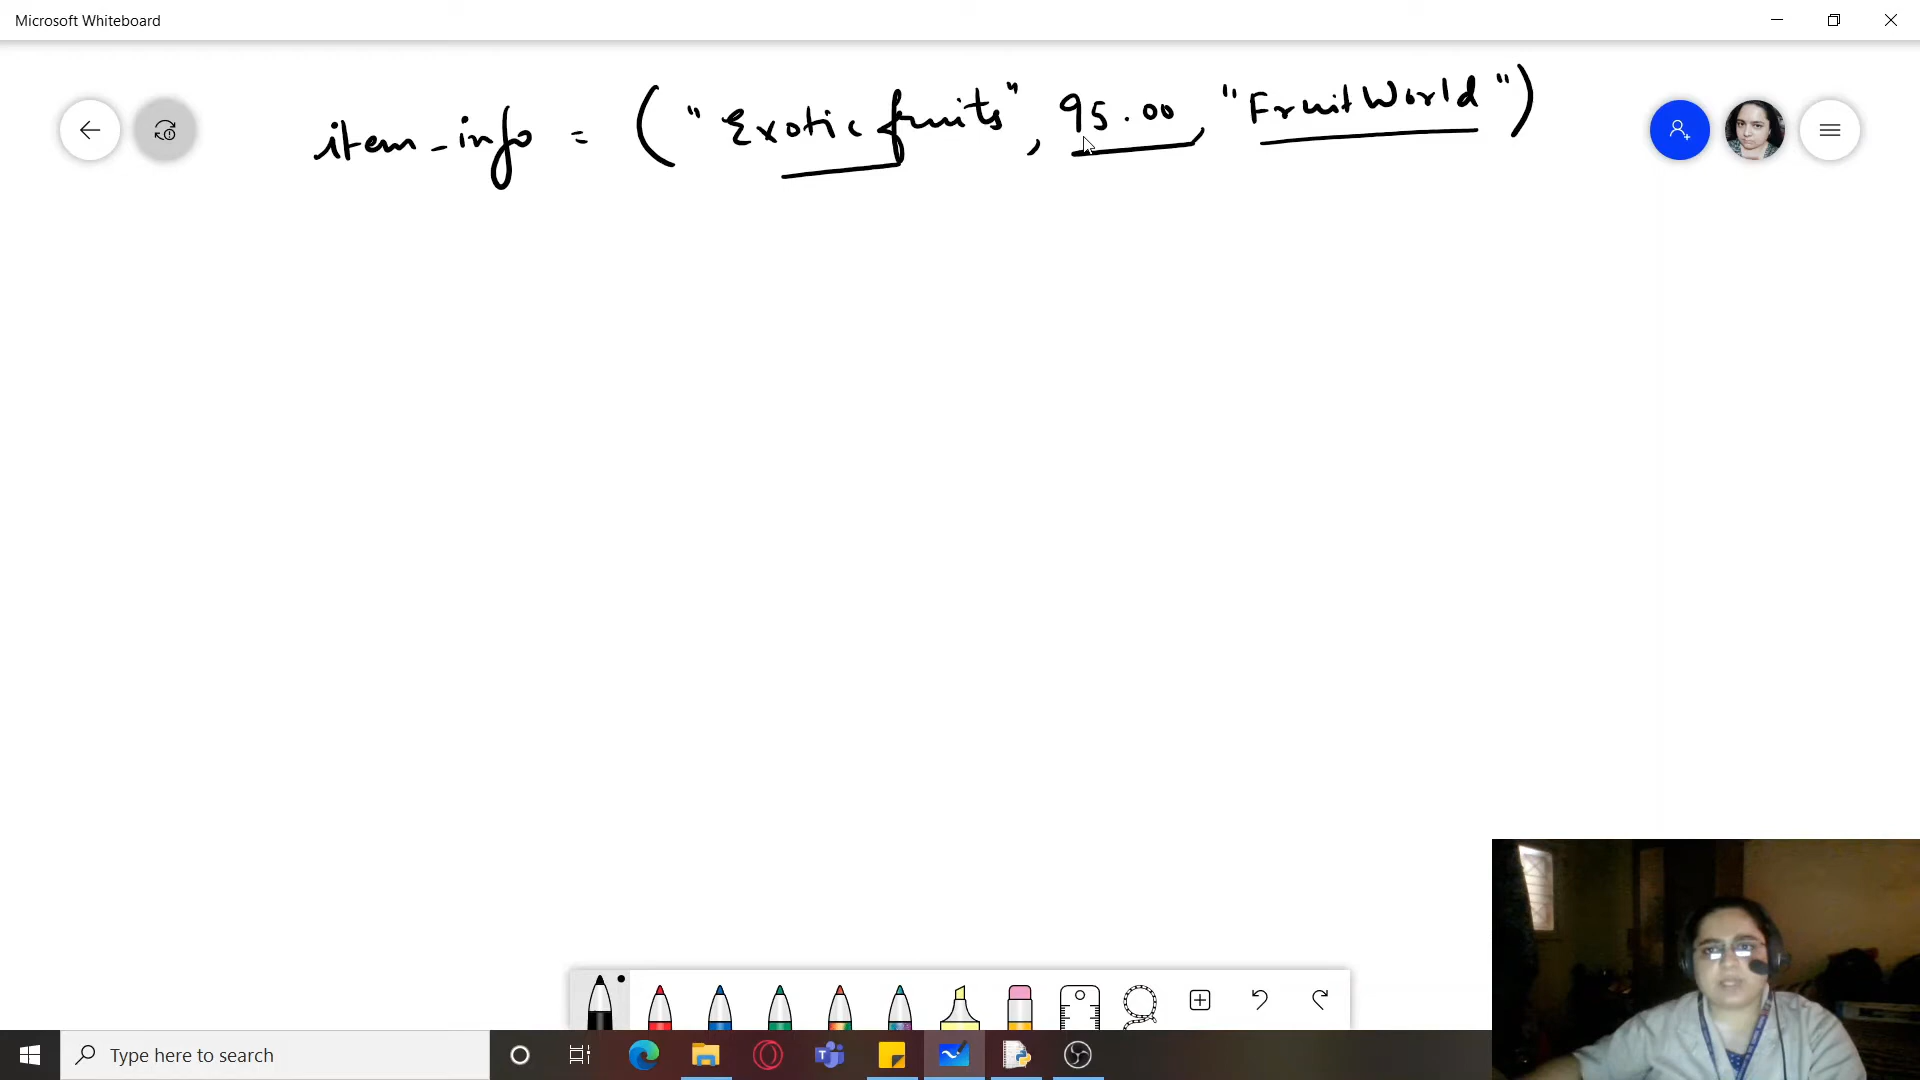 Microsoft Whiteboard
item_info = ("Exotic fruits", 95.00, "FruitWorld")
Type here to search